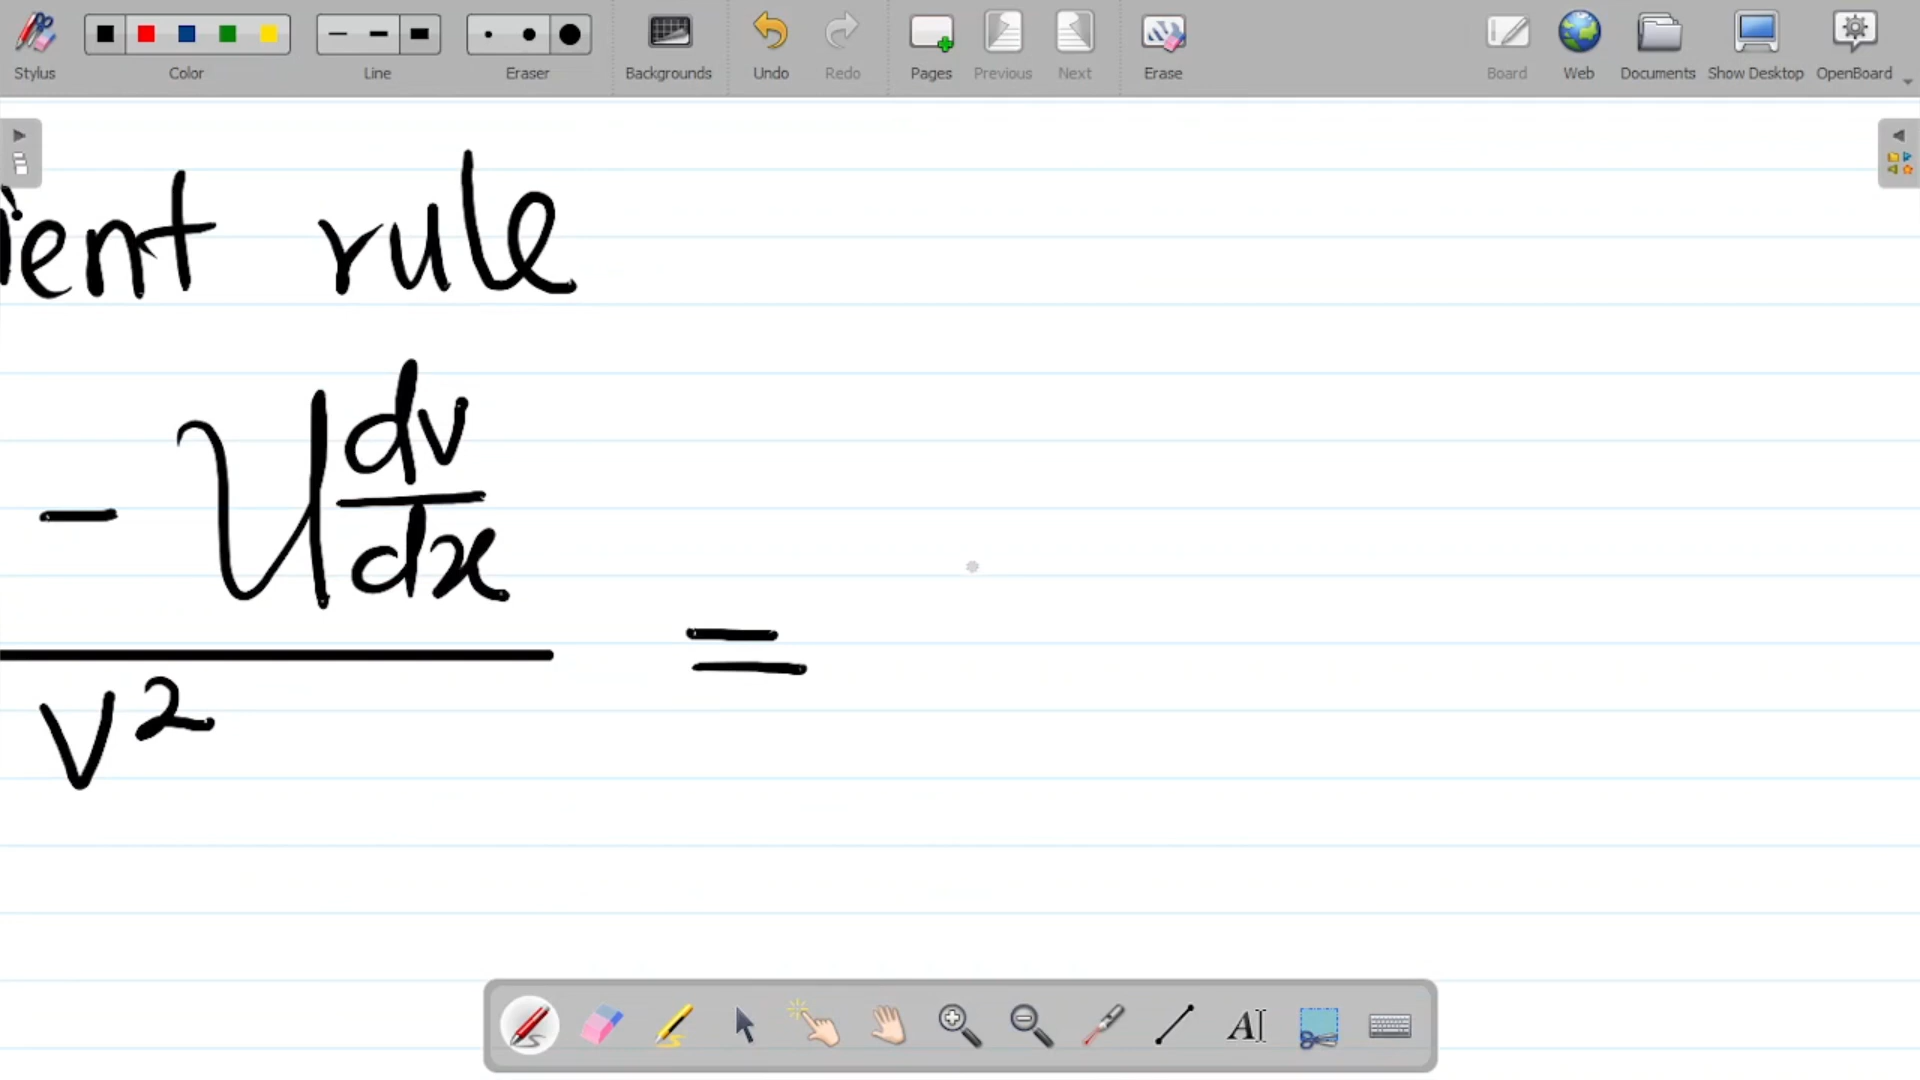 Stylus Color Line Eraser Backgrounds Undo Redo Pages Previous Next Erase Board Web Documents Show Desktop OpenBoard
ient rule
- U dv/dx
=
v²